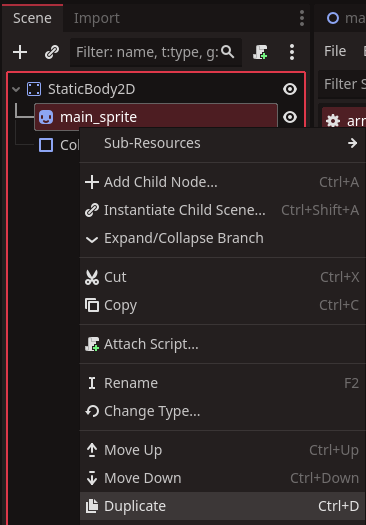 Scene Import
ma
Filter: name, t:type, g:
File
StaticBody2D
Filter S
main_sprite
arr
Col
Sub-Resources
Add Child Node... Ctrl+A
Instantiate Child Scene... Ctrl+Shift+A
Expand/Collapse Branch
Cut Ctrl+X
Copy Ctrl+C
Attach Script...
Rename F2
Change Type...
Move Up Ctrl+Up
Move Down Ctrl+Down
Duplicate Ctrl+D